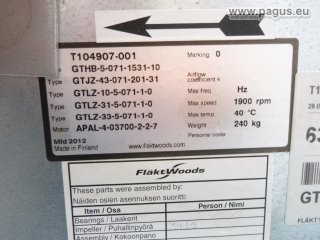 © www.pagus.eu
T104907-001 Marking 0
GTHB-5-071-1531-10
Type GTJZ-43-071-201-31 Airflow coefficient k
Type GTLZ-10-5-071-1-0 Max freq Hz
Type GTLZ-31-5-071-1-0 Max speed 1900 rpm
Type GTLZ-33-5-071-1-0 Max temp 40 °C
Motor APAL-4-03700-2-2-7 Weight 240 kg
Mfd 2012 Personal code
Made in Finland
www.flaktwoods.com
FläktWoods
These parts were assembled by:
Näiden osien asennuksen suoritti:
Item / Osa Person / Nimi
Bearings / Laakerit
Impeller / Puhallinpyörä
Assembly / Kokoonpano
T1
63
GT